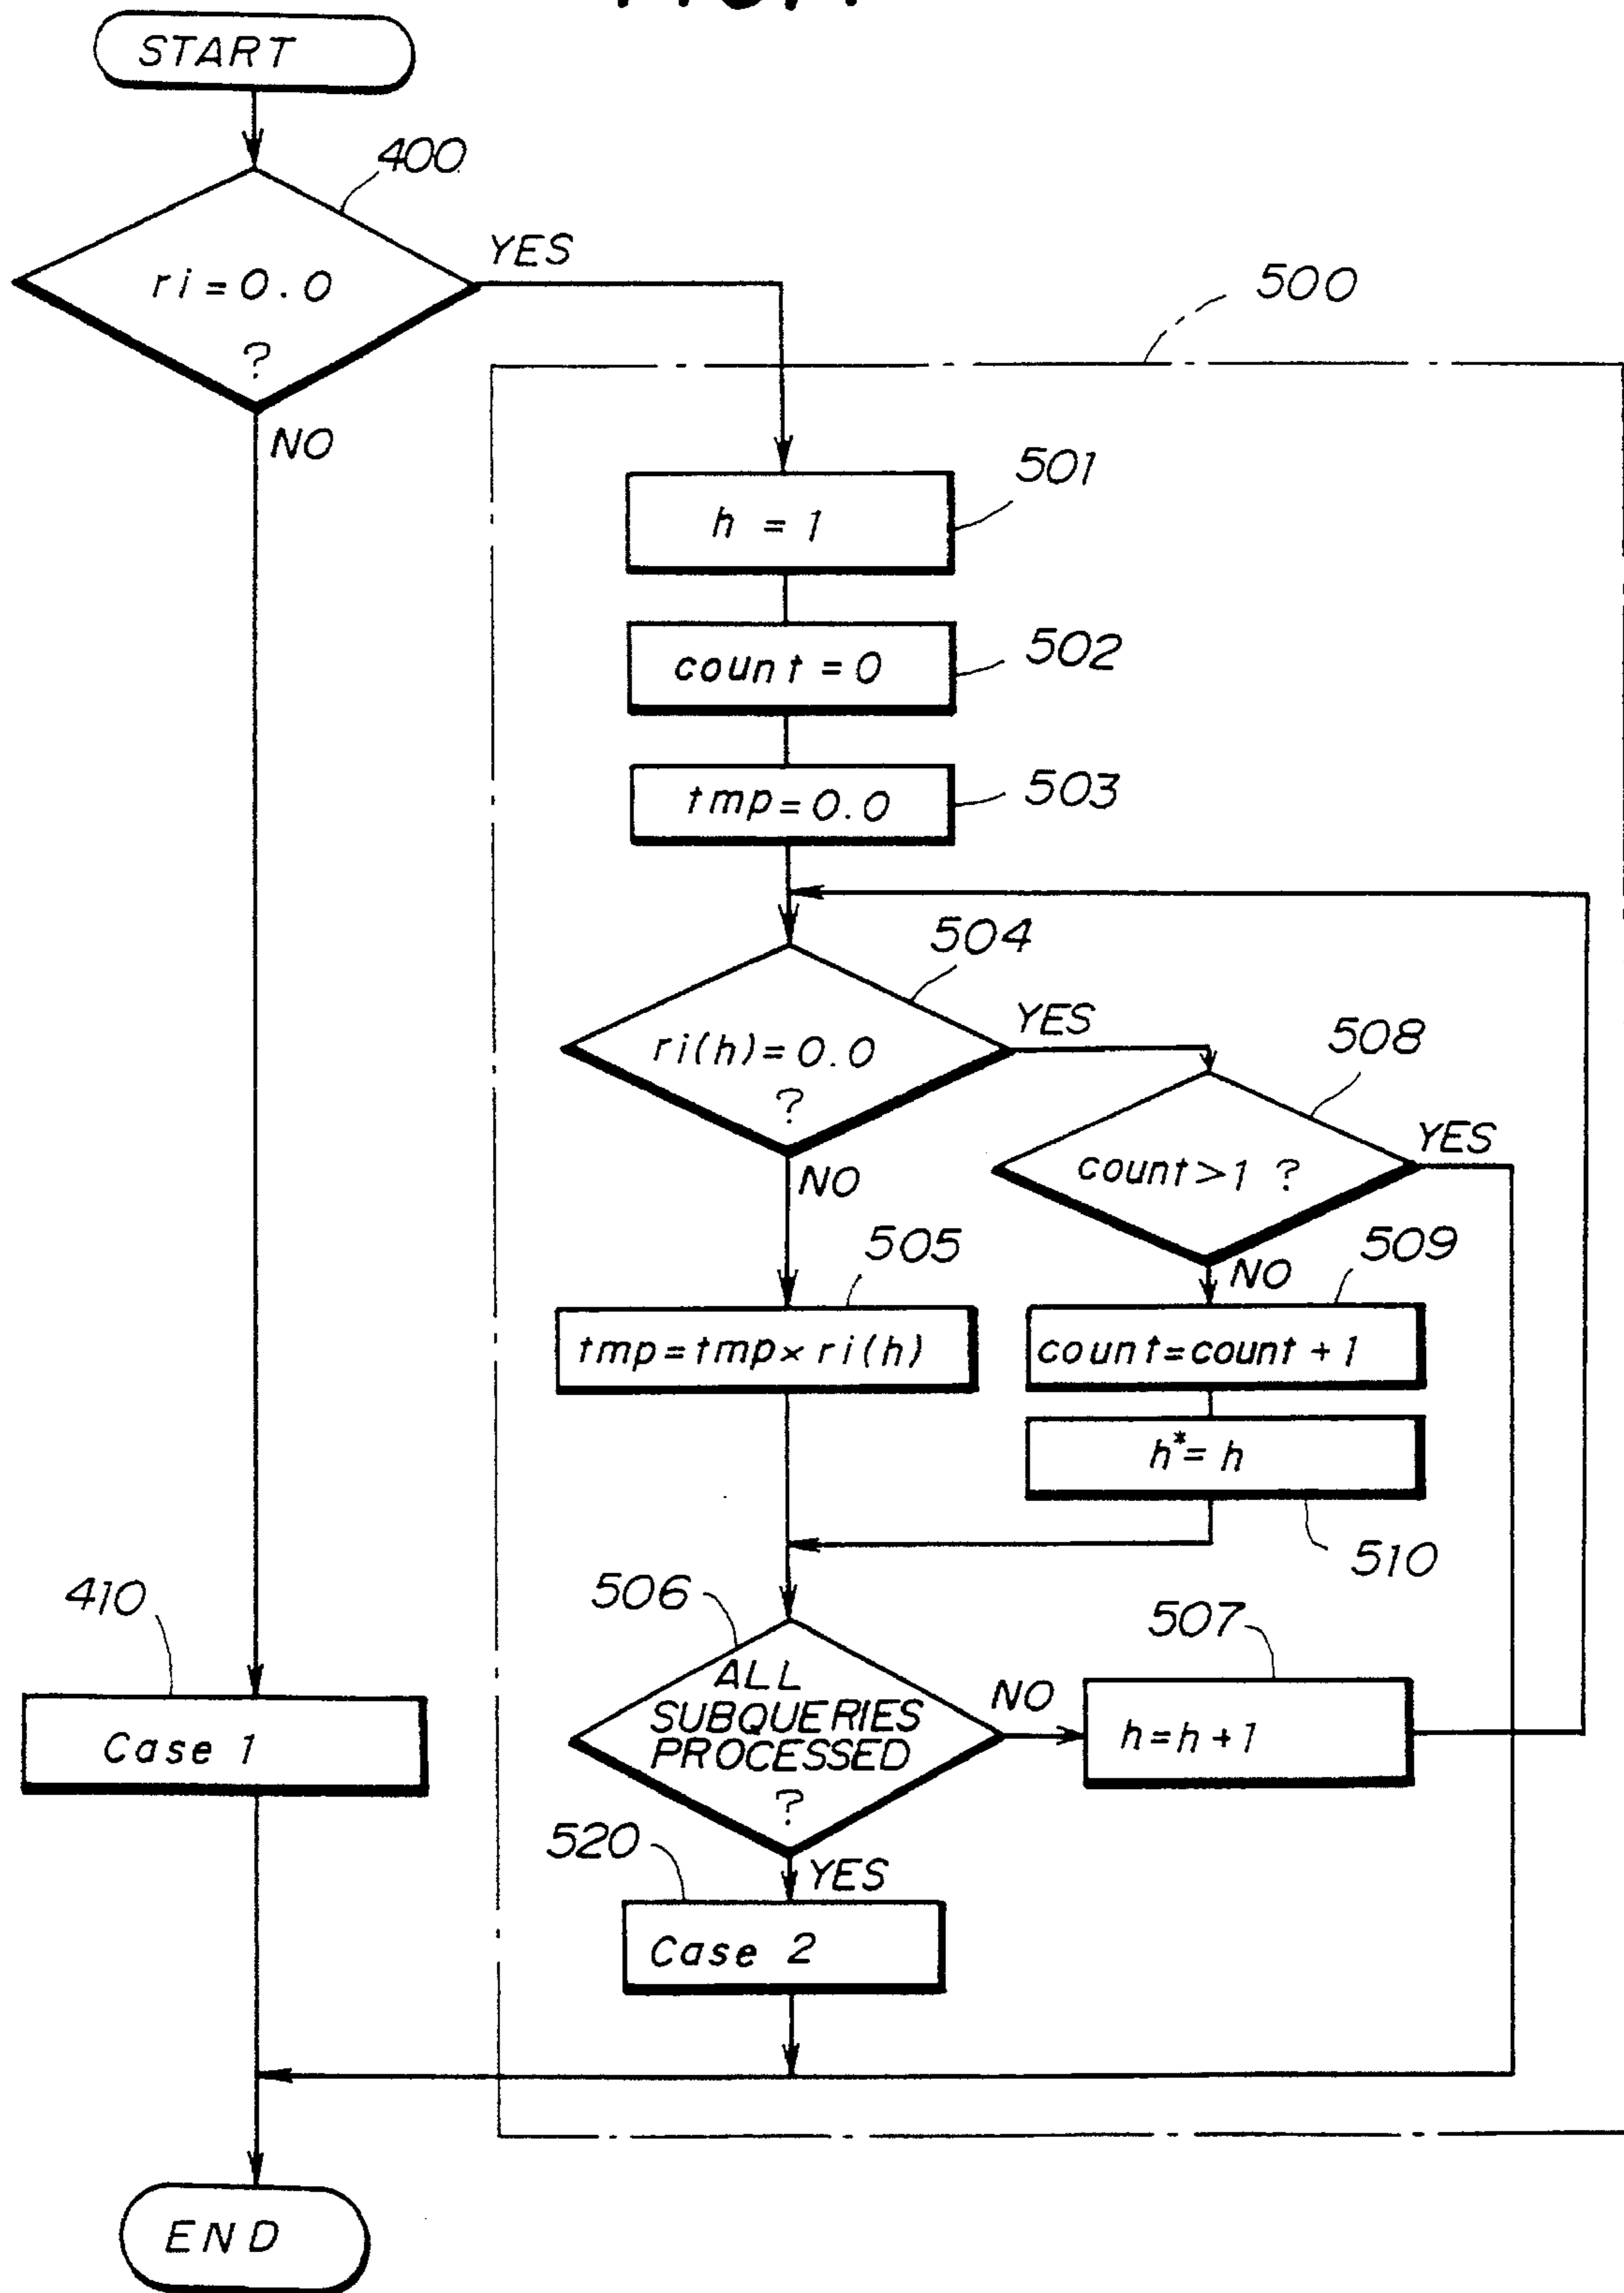 START
400
ri=0.0
?
YES
NO
500
h = 1
501
count = 0
502
tmp=0.0
503
504
ri(h)=0.0
?
YES
NO
508
count>1 ?
YES
NO
505
tmp=tmp× ri(h)
509
count=count+1
h*= h
510
506
ALL
SUBQUERIES
PROCESSED
?
NO
YES
507
h=h+1
410
Case 1
520
Case 2
END